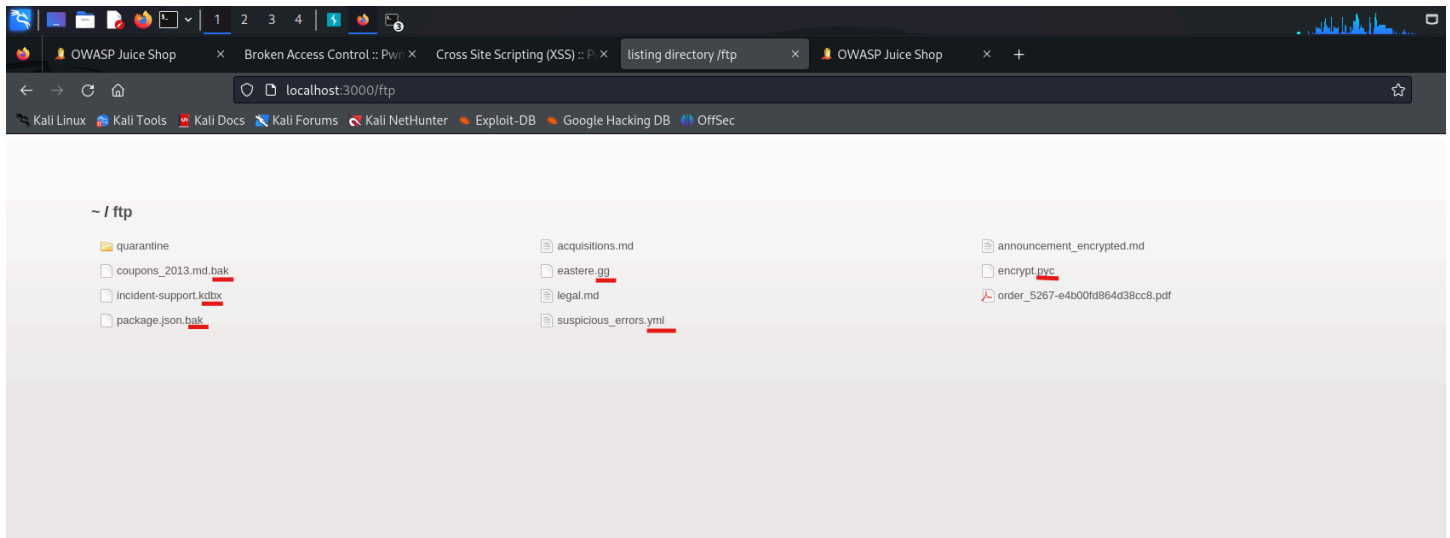 1 2 3 4 3
OWASP Juice Shop × Broken Access Control :: Pwn × Cross Site Scripting (XSS) :: P × listing directory /ftp × OWASP Juice Shop × +
localhost:3000/ftp
Kali Linux Kali Tools Kali Docs Kali Forums Kali NetHunter Exploit-DB Google Hacking DB OffSec
~ / ftp
quarantine acquisitions.md announcement_encrypted.md
coupons_2013.md.bak eastere.gg encrypt.pyc
incident-support.kdbx legal.md order_5267-e4b00fd864d38cc8.pdf
package.json.bak suspicious_errors.yml